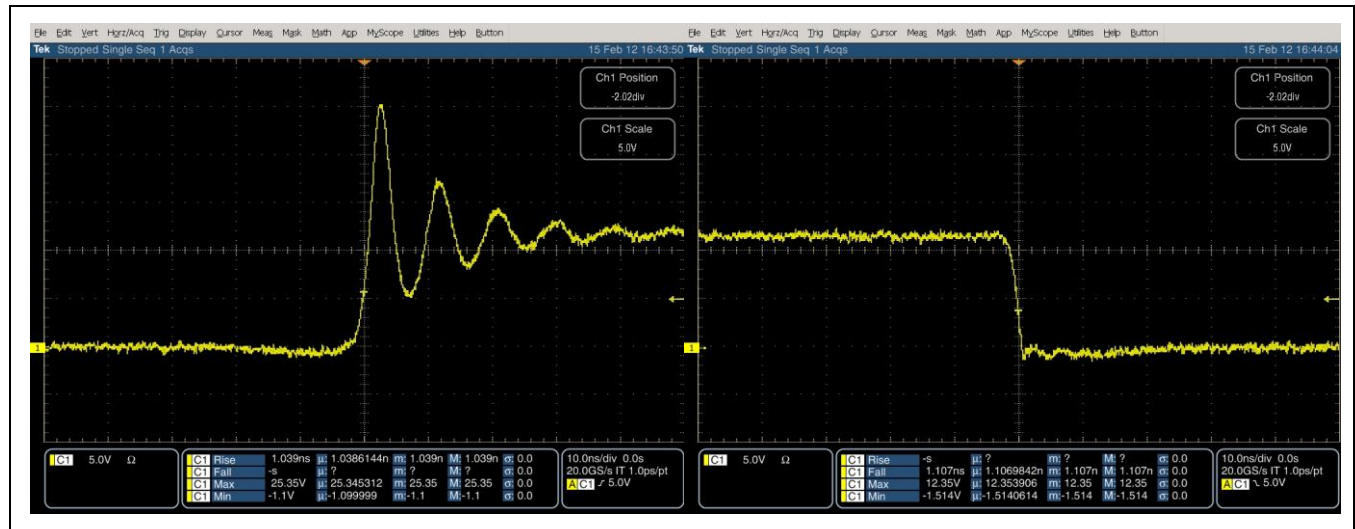 File Edit Vert Horz/Acq Trig Display Cursor Meas Mask Math App MyScope Utilities Help Button
Tek Stopped Single Seq 1 Acqs 15 Feb 12 16:43:50
Ch1 Position
-2.02div
Ch1 Scale
5.0V
1
C1 5.0V Ω
C1 Rise 1.039ns µ: 1.0386144n m: 1.039n M: 1.039n σ: 0.0
C1 Fall -s µ: ? m: ? M: ? σ: 0.0
C1 Max 25.35V µ: 25.345312 m: 25.35 M: 25.35 σ: 0.0
C1 Min -1.1V µ: -1.099999 m: -1.1 M: -1.1 σ: 0.0
10.0ns/div 0.0s
20.0GS/s IT 1.0ps/pt
A C1 5.0V
File Edit Vert Horz/Acq Trig Display Cursor Meas Mask Math App MyScope Utilities Help Button
Tek Stopped Single Seq 1 Acqs 15 Feb 12 16:44:04
Ch1 Position
-2.02div
Ch1 Scale
5.0V
1
C1 5.0V Ω
C1 Rise -s µ: ? m: ? M: ? σ: 0.0
C1 Fall 1.107ns µ: 1.1069842n m: 1.107n M: 1.107n σ: 0.0
C1 Max 12.35V µ: 12.353906 m: 12.35 M: 12.35 σ: 0.0
C1 Min -1.514V µ: -1.5140614 m: -1.514 M: -1.514 σ: 0.0
10.0ns/div 0.0s
20.0GS/s IT 1.0ps/pt
A C1 5.0V